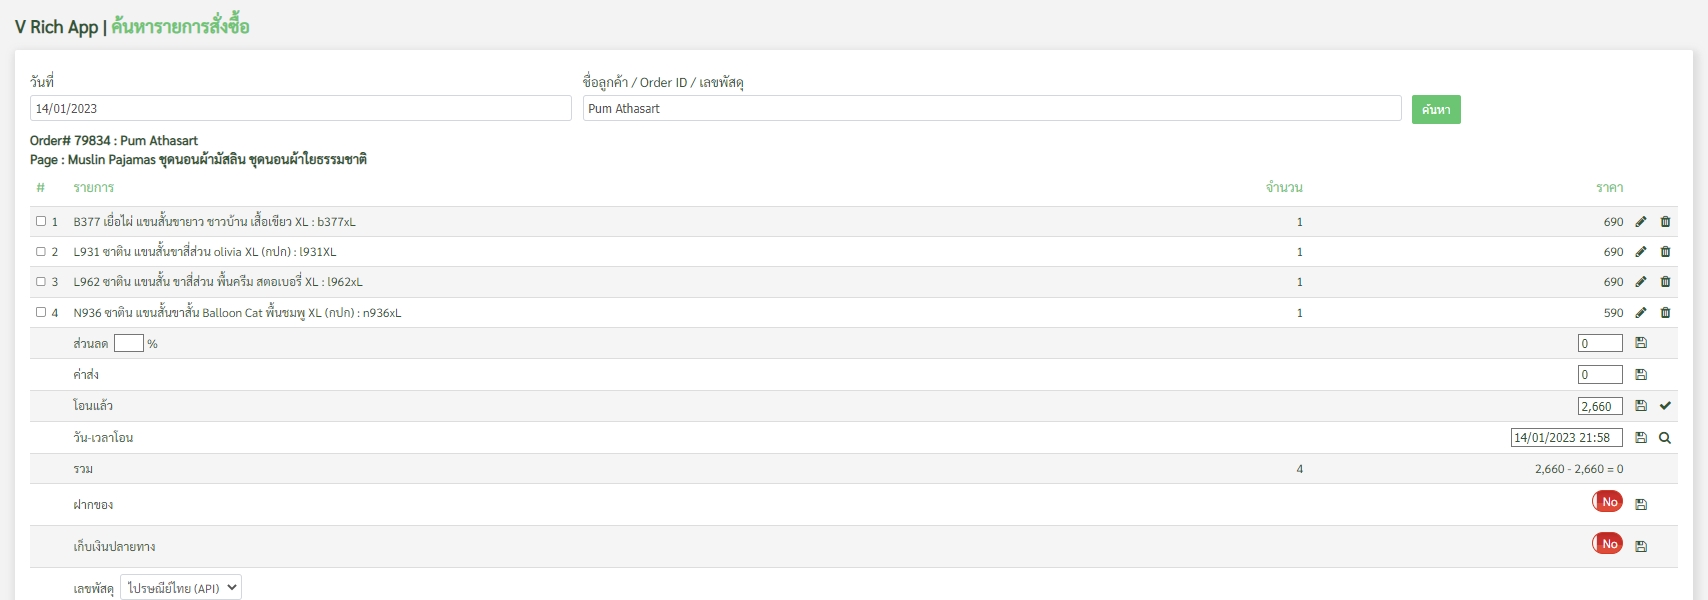 V Rich App | ค้นหารายการสั่งซื้อ
วันที่ ชื่อลูกค้า / Order ID / เลขพัสดุ
14/01/2023 Pum Athasart ค้นหา
Order# 79834 : Pum Athasart
Page : Muslin Pajamas ชุดนอนผ้ามัสลิน ชุดนอนผ้าใยธรรมชาติ
# รายการ จำนวน ราคา
1 B377 เยื่อไผ่ แขนสั้นขายาว ชาวบ้าน เสื้อเขียว XL : b377xL 1 690
2 L931 ซาติน แขนสั้นขาสี่ส่วน olivia XL (กปก) : l931XL 1 690
3 L962 ซาติน แขนสั้น ขาสี่ส่วน พื้นครีม สตอเบอรี่ XL : l962xL 1 690
4 N936 ซาติน แขนสั้นขาสั้น Balloon Cat พื้นชมพู XL (กปก) : n936xL 1 590
ส่วนลด % 0
ค่าส่ง 0
โอนแล้ว 2,660
วัน-เวลาโอน 14/01/2023 21:58
รวม 4 2,660 - 2,660 = 0
ฝากของ No
เก็บเงินปลายทาง No
เลขพัสดุ ไปรษณีย์ไทย (API)